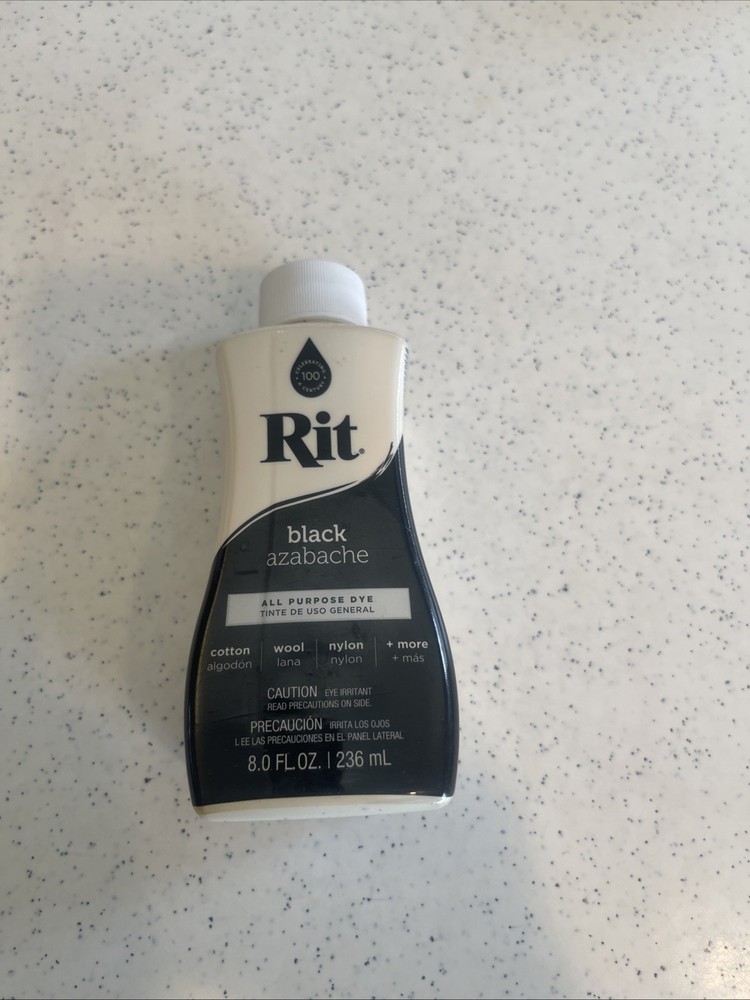 CELEBRATING
100
A CENTURY
Rit®
black
azabache
ALL PURPOSE DYE
TINTE DE USO GENERAL
cotton wool nylon + more
algodón lana nylon + más
CAUTION EYE IRRITANT
READ PRECAUTIONS ON SIDE.
PRECAUCIÓN IRRITA LOS OJOS
LEE LAS PRECAUCIONES EN EL PANEL LATERAL
8.0 FL.OZ. | 236 mL